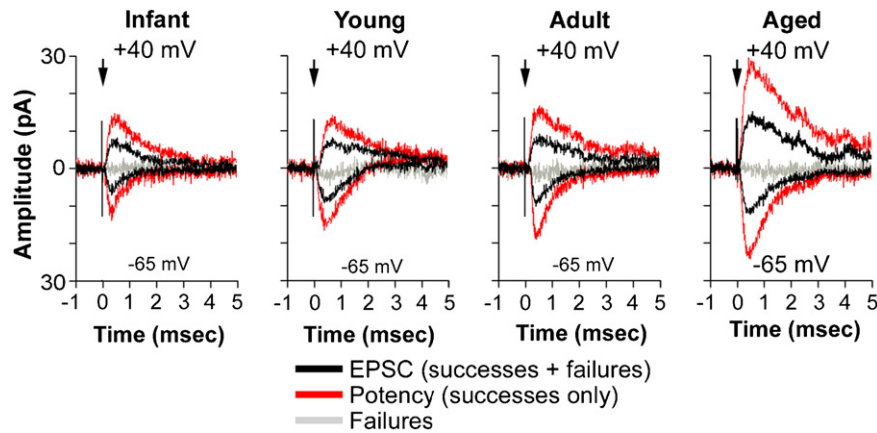 Infant Young Adult Aged
+40 mV +40 mV +40 mV +40 mV
30
0
30
Amplitude (pA)
-65 mV -65 mV -65 mV -65 mV
-1 0 1 2 3 4 5 -1 0 1 2 3 4 5 -1 0 1 2 3 4 5 -1 0 1 2 3 4 5
Time (msec) Time (msec) Time (msec) Time (msec)
EPSC (successes + failures)
Potency (successes only)
Failures